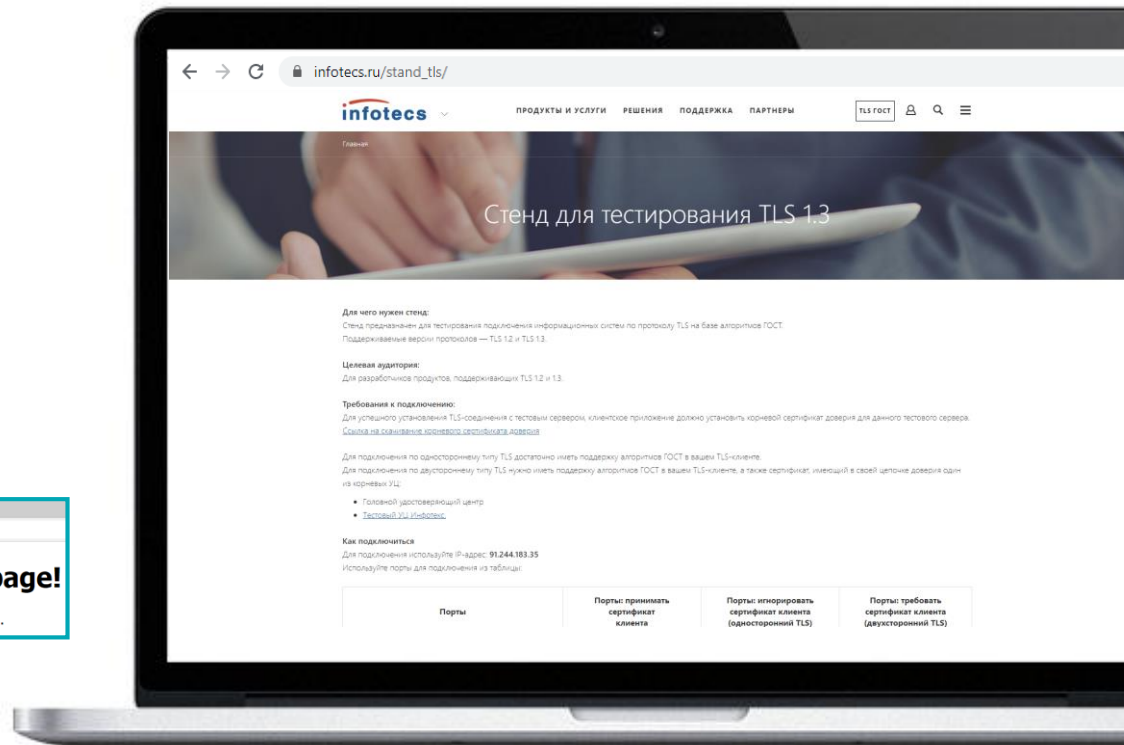 infotecs.ru/stand_tls/
infotecs
ПРОДУКТЫ И УСЛУГИ РЕШЕНИЯ ПОДДЕРЖКА ПАРТНЕРЫ
TLS ГОСТ
Главная
Стенд для тестирования TLS 1.3
Для чего нужен стенд:
Стенд предназначен для тестирования подключения информационных систем по протоколу TLS на базе алгоритмов ГОСТ.
Поддерживаемые версии протоколов — TLS 1.2 и TLS 1.3.
Целевая аудитория:
Для разработчиков продуктов, поддерживающих TLS 1.2 и 1.3.
Требования к подключению:
Для успешного установления TLS-соединения с тестовым сервером, клиентское приложение должно установить корневой сертификат доверия для данного тестового сервера.
Ссылка на скачивание корневого сертификата доверия
Для подключения по одностороннему типу TLS достаточно иметь поддержку алгоритмов ГОСТ в вашем TLS-клиенте.
Для подключения по двустороннему типу TLS нужно иметь поддержку алгоритмов ГОСТ в вашем TLS-клиенте, а также сертификат, имеющий в своей цепочке доверия один
из корневых УЦ:
Головной удостоверяющий центр
Тестовый УЦ Инфотекс.
page!
Как подключиться
Для подключения используйте IP-адрес: 91.244.183.35
Используйте порты для подключения из таблицы:
Порты
Порты: принимать
сертификат
клиента
Порты: игнорировать
сертификат клиента
(односторонний TLS)
Порты: требовать
сертификат клиента
(двухсторонний TLS)